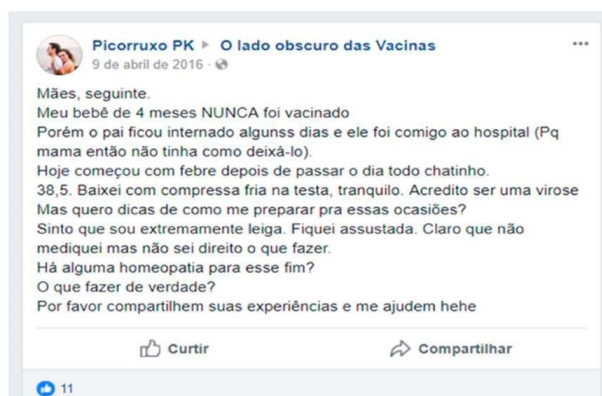 Picorruxo PK ▸ O lado obscuro das Vacinas
9 de abril de 2016 ·
Mães, seguinte.
Meu bebê de 4 meses NUNCA foi vacinado
Porém o pai ficou internado algunss dias e ele foi comigo ao hospital (Pq
mama então não tinha como deixá-lo).
Hoje começou com febre depois de passar o dia todo chatinho.
38,5. Baixei com compressa fria na testa, tranquilo. Acredito ser uma virose
Mas quero dicas de como me preparar pra essas ocasiões?
Sinto que sou extremamente leiga. Fiquei assustada. Claro que não
mediquei mas não sei direito o que fazer.
Há alguma homeopatia para esse fim?
O que fazer de verdade?
Por favor compartilhem suas experiências e me ajudem hehe
Curtir Compartilhar
11